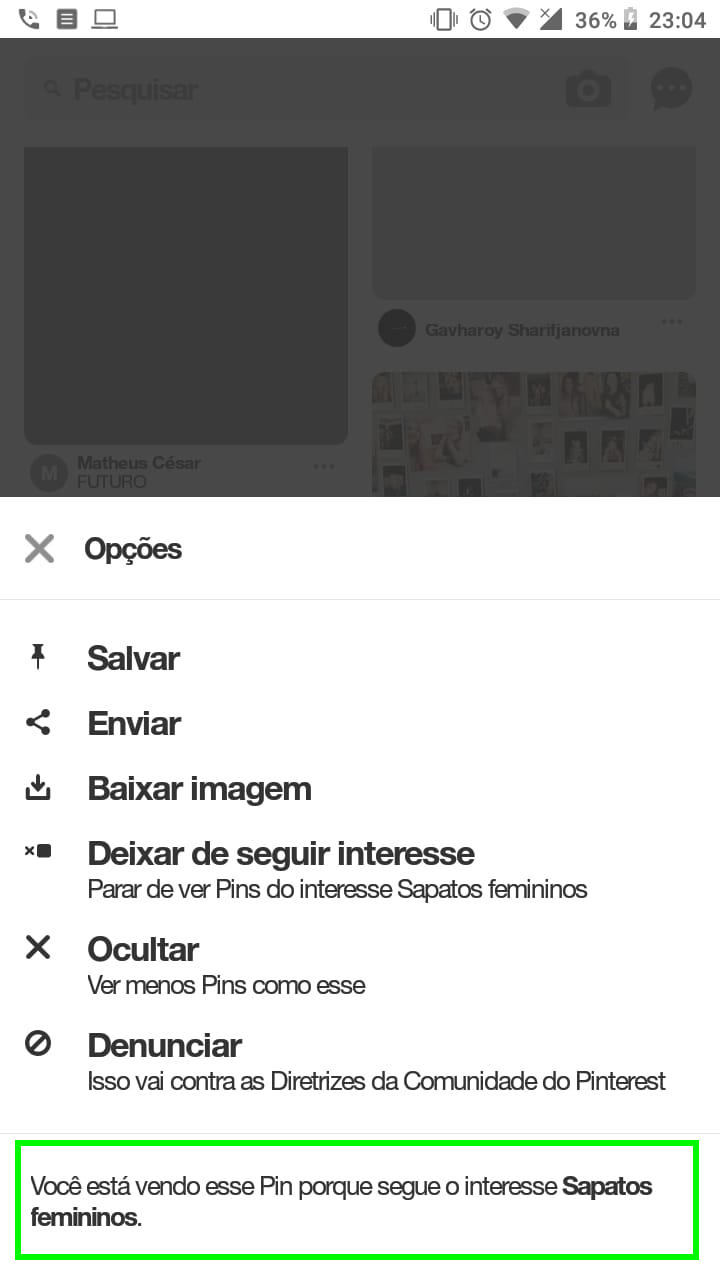 36% 23:04
Pesquisar
Gavharoy Sharifjanovna
M
Matheus César
FUTURO
Opções
Salvar
Enviar
Baixar imagem
Deixar de seguir interesse
Parar de ver Pins do interesse Sapatos femininos
Ocultar
Ver menos Pins como esse
Denunciar
Isso vai contra as Diretrizes da Comunidade do Pinterest
Você está vendo esse Pin porque segue o interesse Sapatos
femininos.